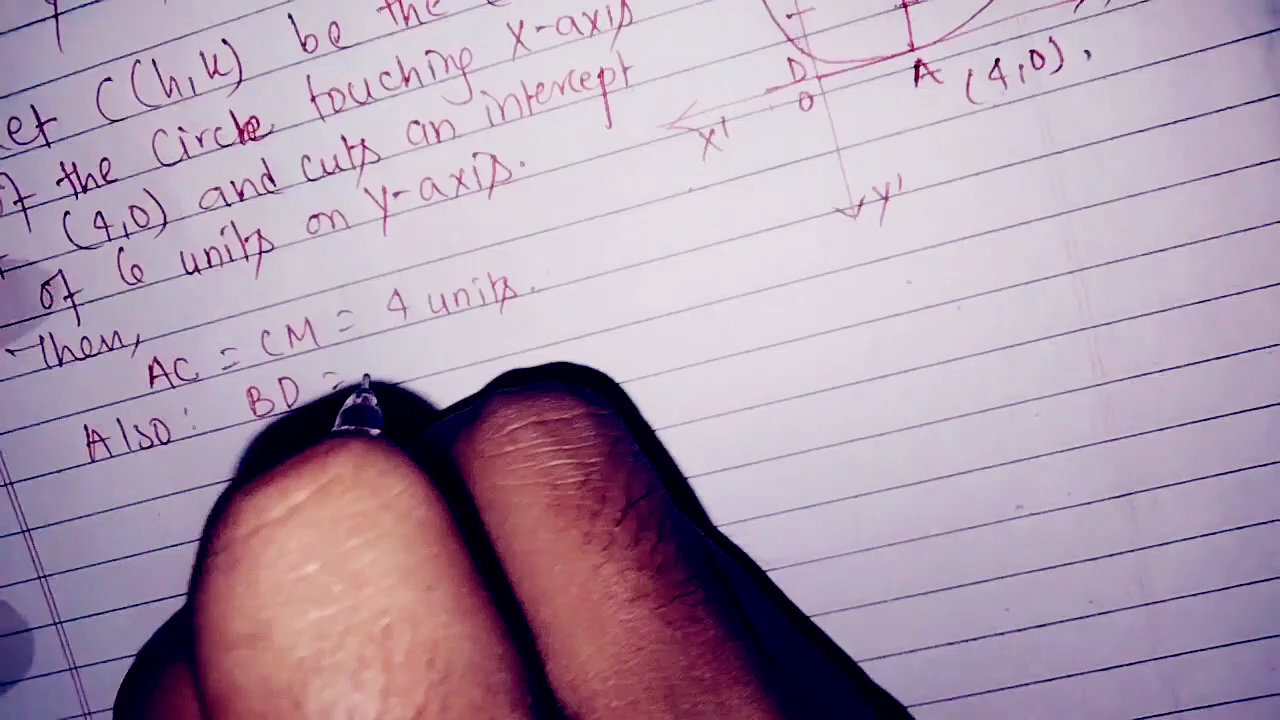 et C(h,k) be the
of the circle touching x-axis
(4,0) and cuts an intercept
of 6 units on y-axis.
Then,
AC = CM = 4 units.
Also: BD =
D
O
A (4,0).
X'
Y'